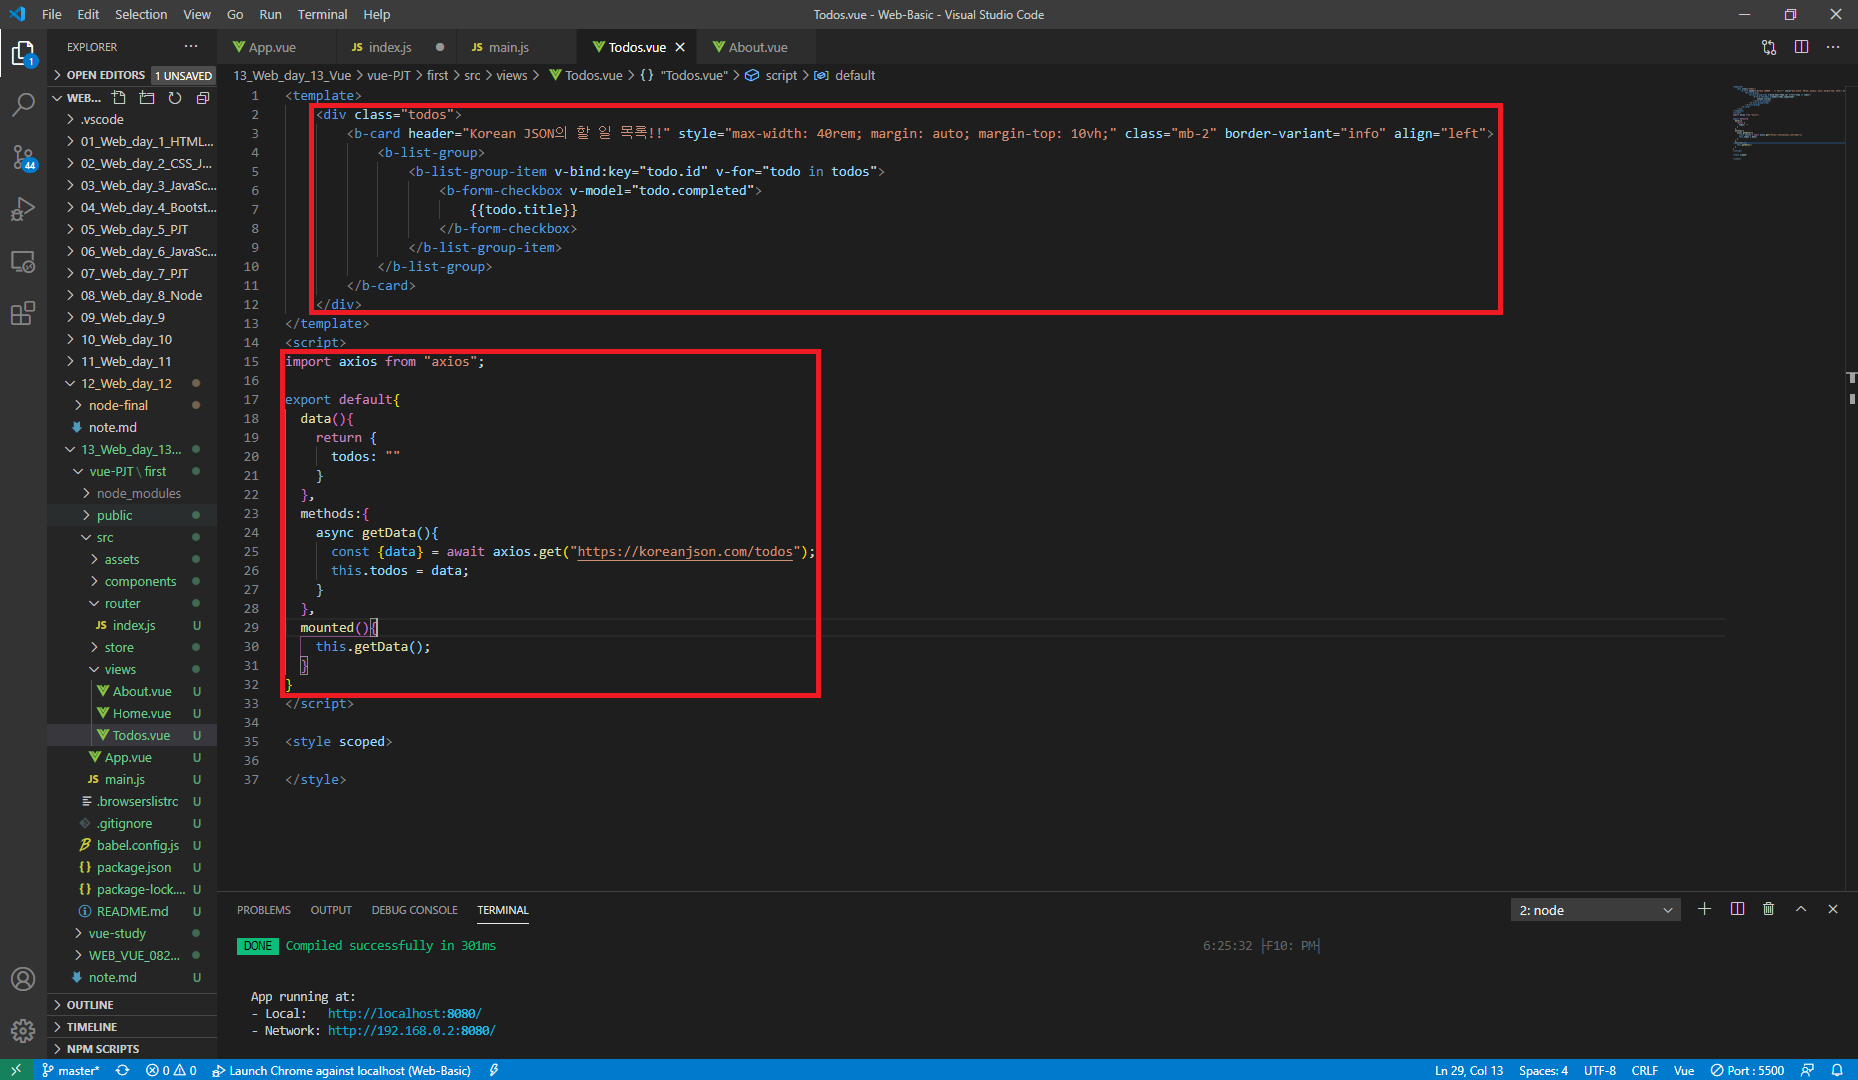 File Edit Selection View Go Run Terminal Help
Todos.vue - Web-Basic - Visual Studio Code
EXPLORER
App.vue
JS index.js
JS main.js
Todos.vue
About.vue
OPEN EDITORS 1 UNSAVED
13_Web_day_13_Vue > vue-PJT > first > src > views > Todos.vue > {} "Todos.vue" > script > default
WEB...
.vscode
01_Web_day_1_HTML...
02_Web_day_2_CSS_J...
03_Web_day_3_JavaSc...
04_Web_day_4_Bootst...
05_Web_day_5_PJT
06_Web_day_6_JavaSc...
07_Web_day_7_PJT
08_Web_day_8_Node
09_Web_day_9
10_Web_day_10
11_Web_day_11
12_Web_day_12
node-final
note.md
13_Web_day_13...
vue-PJT \ first
node_modules
public
src
assets
components
router
JS index.js U
store
views
About.vue U
Home.vue U
Todos.vue U
App.vue U
JS main.js U
.browserslistrc U
.gitignore U
babel.config.js U
{} package.json U
{} package-lock.... U
README.md U
vue-study
WEB_VUE_082...
note.md U
OUTLINE
TIMELINE
NPM SCRIPTS
1
44
1 <template>
2 <div class="todos">
3 <b-card header="Korean JSON의 할 일 목록!!" style="max-width: 40rem; margin: auto; margin-top: 10vh;" class="mb-2" border-variant="info" align="left">
4 <b-list-group>
5 <b-list-group-item v-bind:key="todo.id" v-for="todo in todos">
6 <b-form-checkbox v-model="todo.completed">
7 {{todo.title}}
8 </b-form-checkbox>
9 </b-list-group-item>
10 </b-list-group>
11 </b-card>
12 </div>
13 </template>
14 <script>
15 import axios from "axios";
16
17 export default{
18 data(){
19 return {
20 todos: ""
21 }
22 },
23 methods:{
24 async getData(){
25 const {data} = await axios.get("https://koreanjson.com/todos");
26 this.todos = data;
27 }
28 },
29 mounted(){
30 this.getData();
31 }
32 }
33 </script>
34
35 <style scoped>
36
37 </style>
PROBLEMS OUTPUT DEBUG CONSOLE TERMINAL
2: node
DONE Compiled successfully in 301ms
6:25:32 ├F10: PM┤
App running at:
- Local: http://localhost:8080/
- Network: http://192.168.0.2:8080/
master* 0 0 Launch Chrome against localhost (Web-Basic)
Ln 29, Col 13 Spaces: 4 UTF-8 CRLF Vue Port : 5500